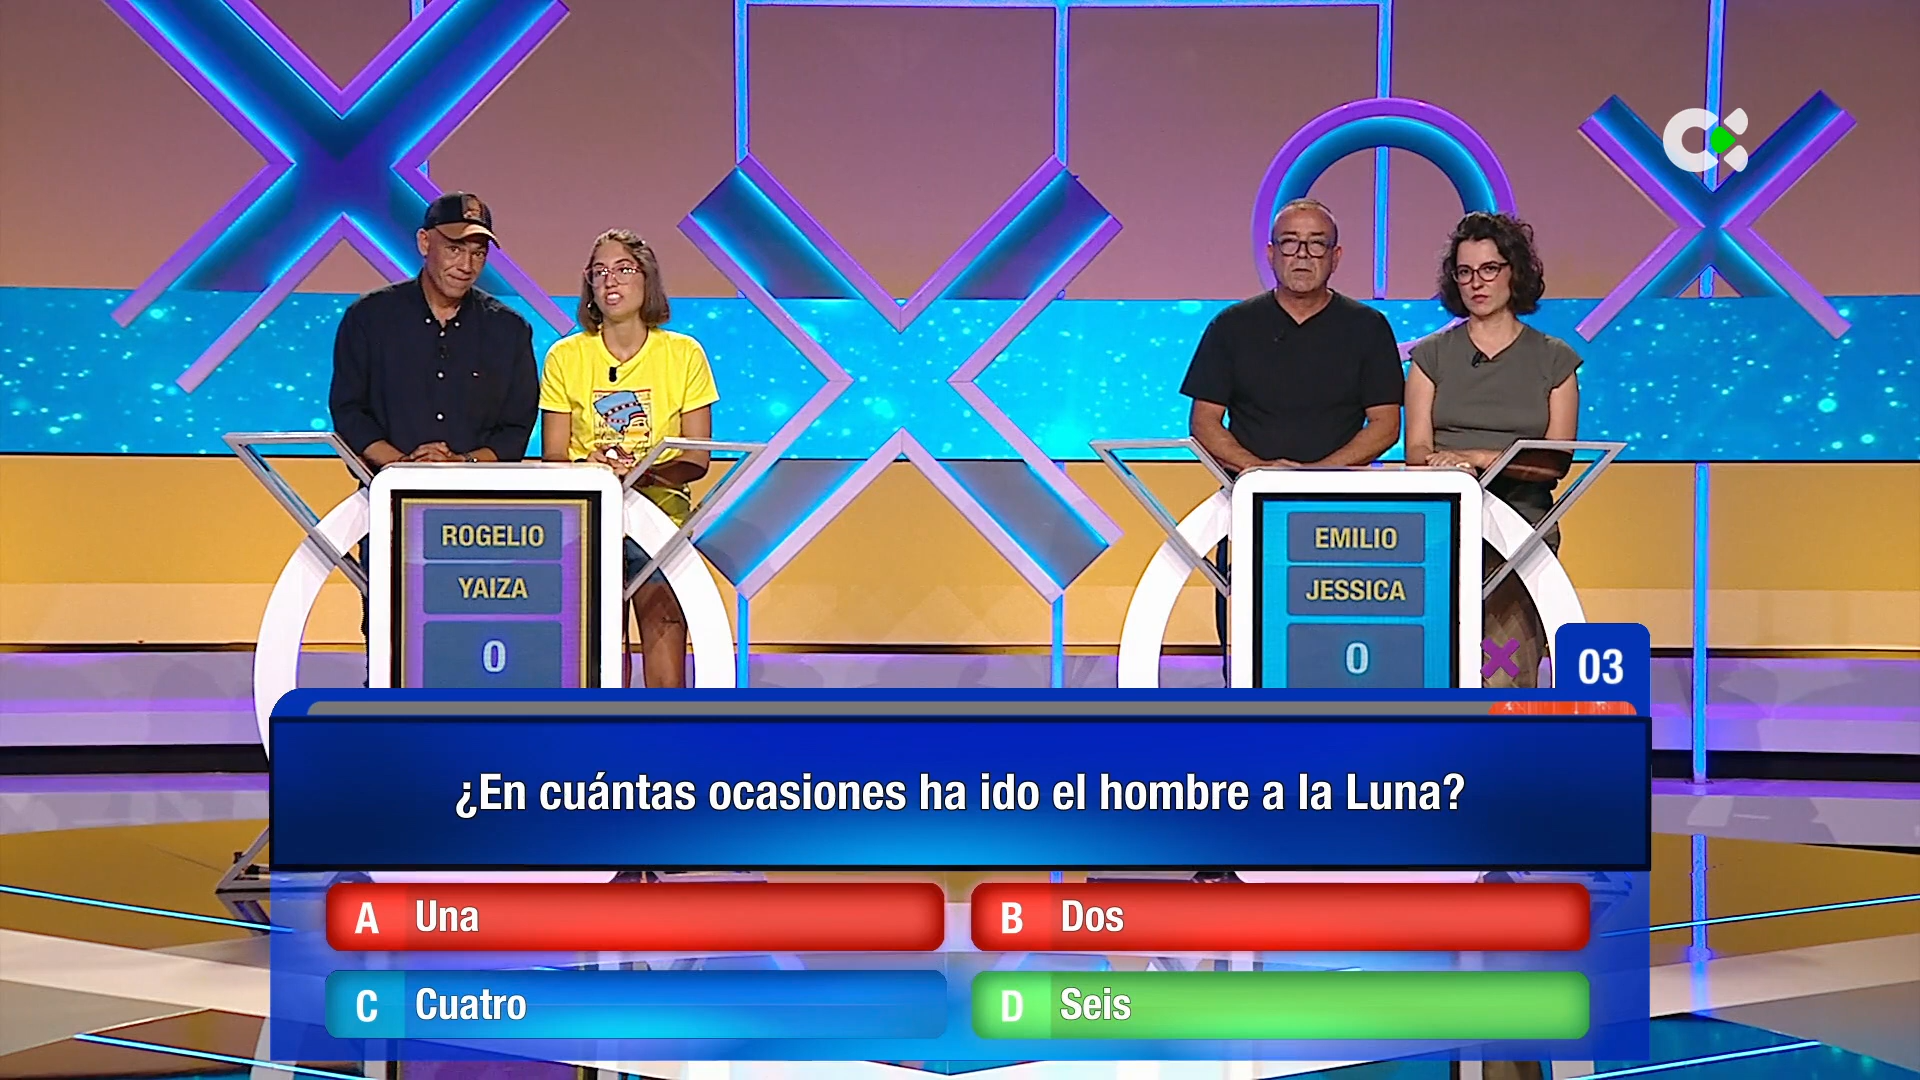 ROGELIO
YAIZA
0
EMILIO
JESSICA
0
03
¿En cuántas ocasiones ha ido el hombre a la Luna?
A Una
B Dos
C Cuatro
D Seis